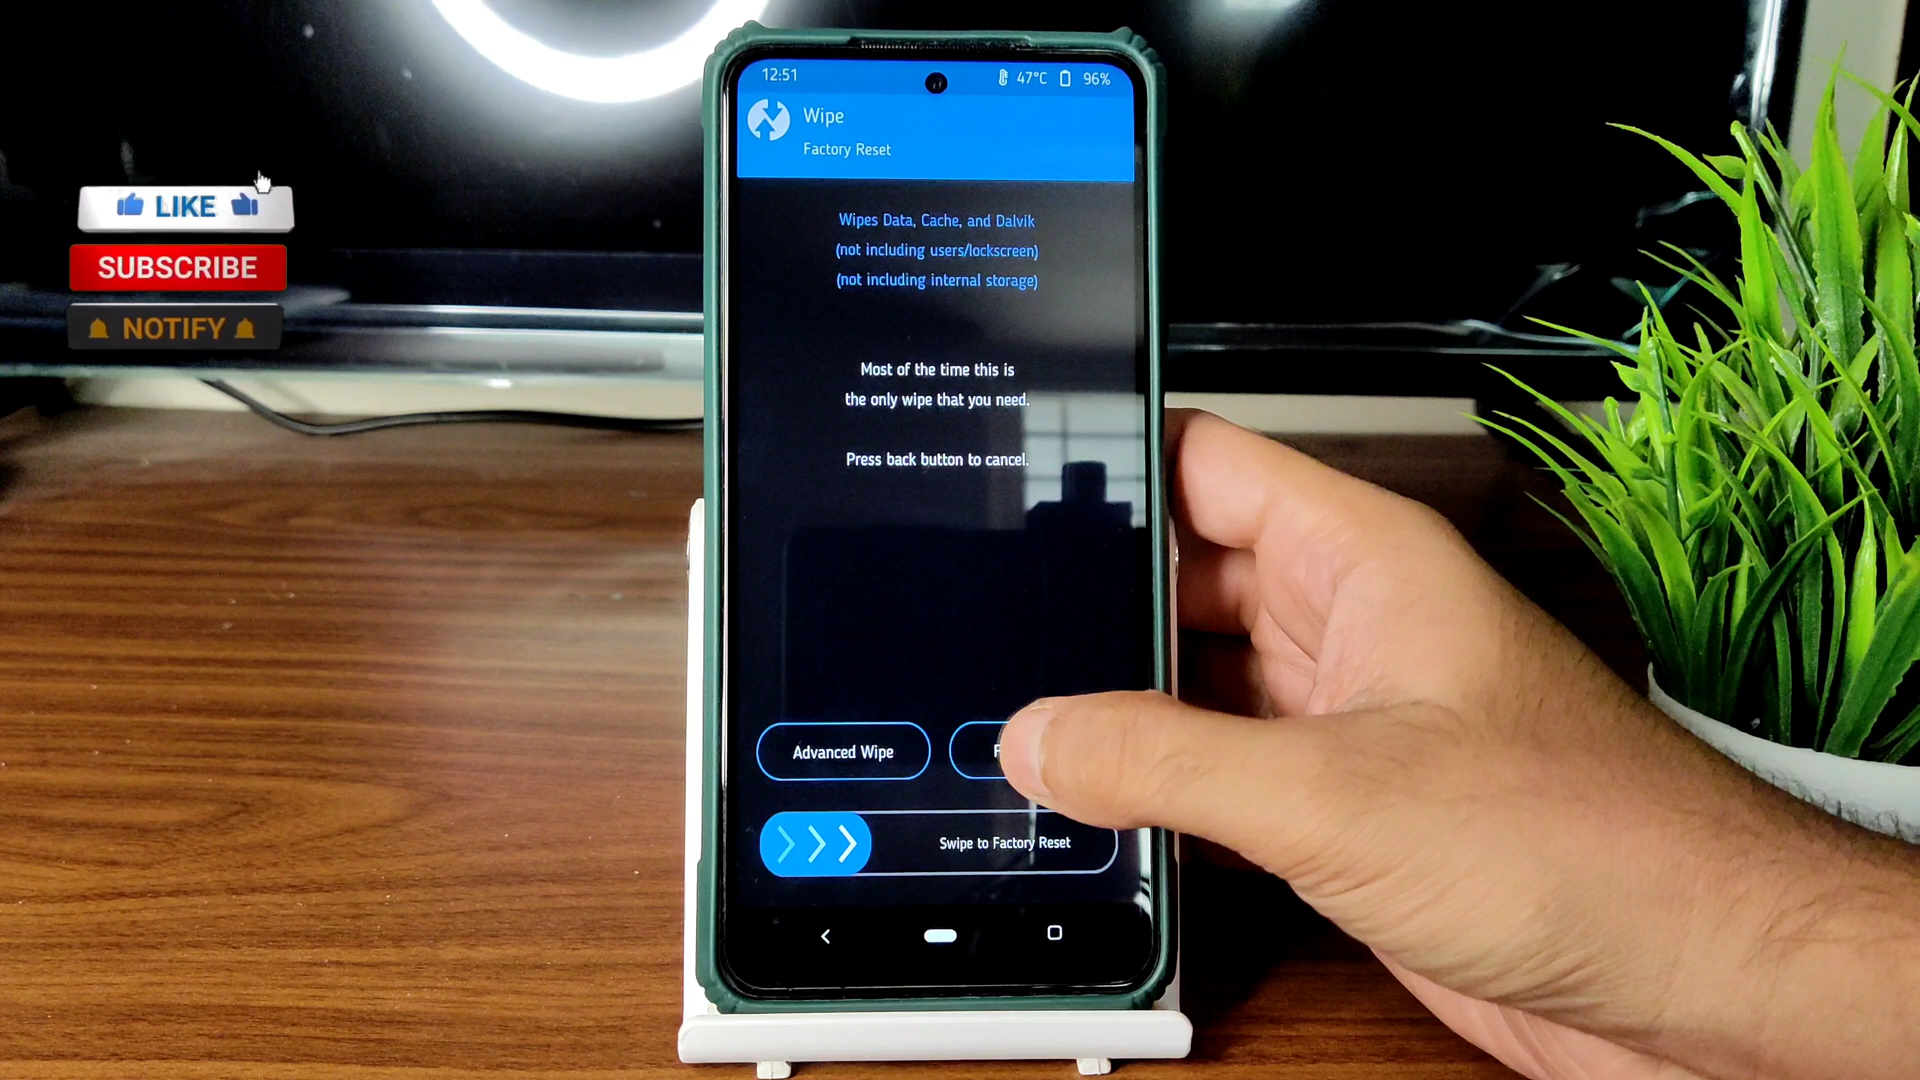 LIKE
SUBSCRIBE
NOTIFY
12:51
47°C
96%
Wipe
Factory Reset
Wipes Data, Cache, and Dalvik
(not including users/lockscreen)
(not including internal storage)
Most of the time this is
the only wipe that you need.
Press back button to cancel.
Advanced Wipe
Swipe to Factory Reset